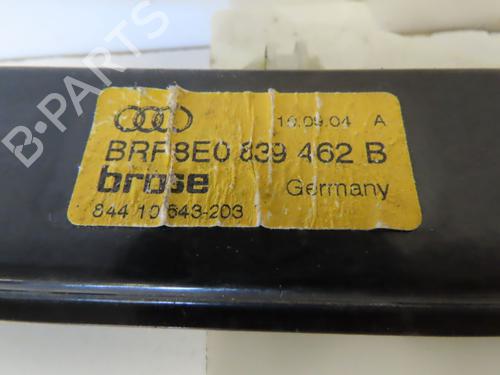 16.09.04 A
BRF 8E0 839 462 B
brose Germany
844 10 643-203
B-PARTS